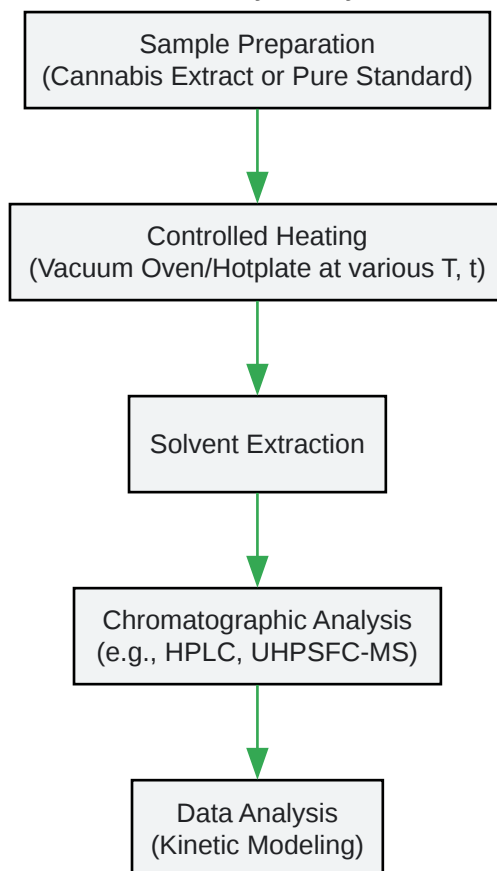 Sample Preparation
(Cannabis Extract or Pure Standard)
Controlled Heating
(Vacuum Oven/Hotplate at various T, t)
Solvent Extraction
Chromatographic Analysis
(e.g., HPLC, UHPSFC-MS)
Data Analysis
(Kinetic Modeling)